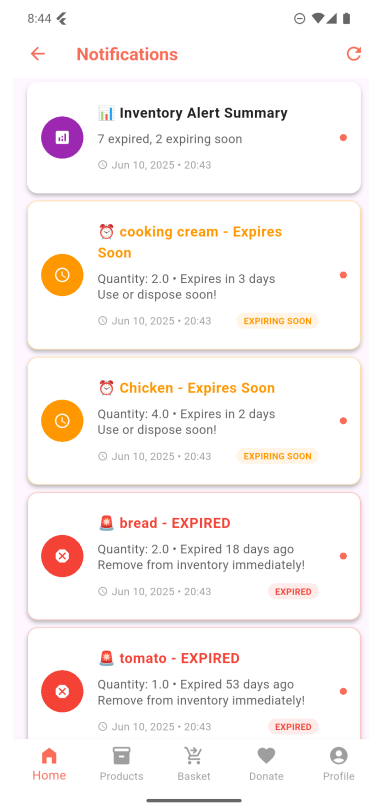 8:44
Notifications
📊 Inventory Alert Summary
7 expired, 2 expiring soon
Jun 10, 2025 • 20:43
⏰ cooking cream - Expires
Soon
Quantity: 2.0 • Expires in 3 days
Use or dispose soon!
Jun 10, 2025 • 20:43 EXPIRING SOON
⏰ Chicken - Expires Soon
Quantity: 4.0 • Expires in 2 days
Use or dispose soon!
Jun 10, 2025 • 20:43 EXPIRING SOON
🚨 bread - EXPIRED
Quantity: 2.0 • Expired 18 days ago
Remove from inventory immediately!
Jun 10, 2025 • 20:43 EXPIRED
🚨 tomato - EXPIRED
Quantity: 1.0 • Expired 53 days ago
Remove from inventory immediately!
Jun 10, 2025 • 20:43 EXPIRED
Home Products Basket Donate Profile